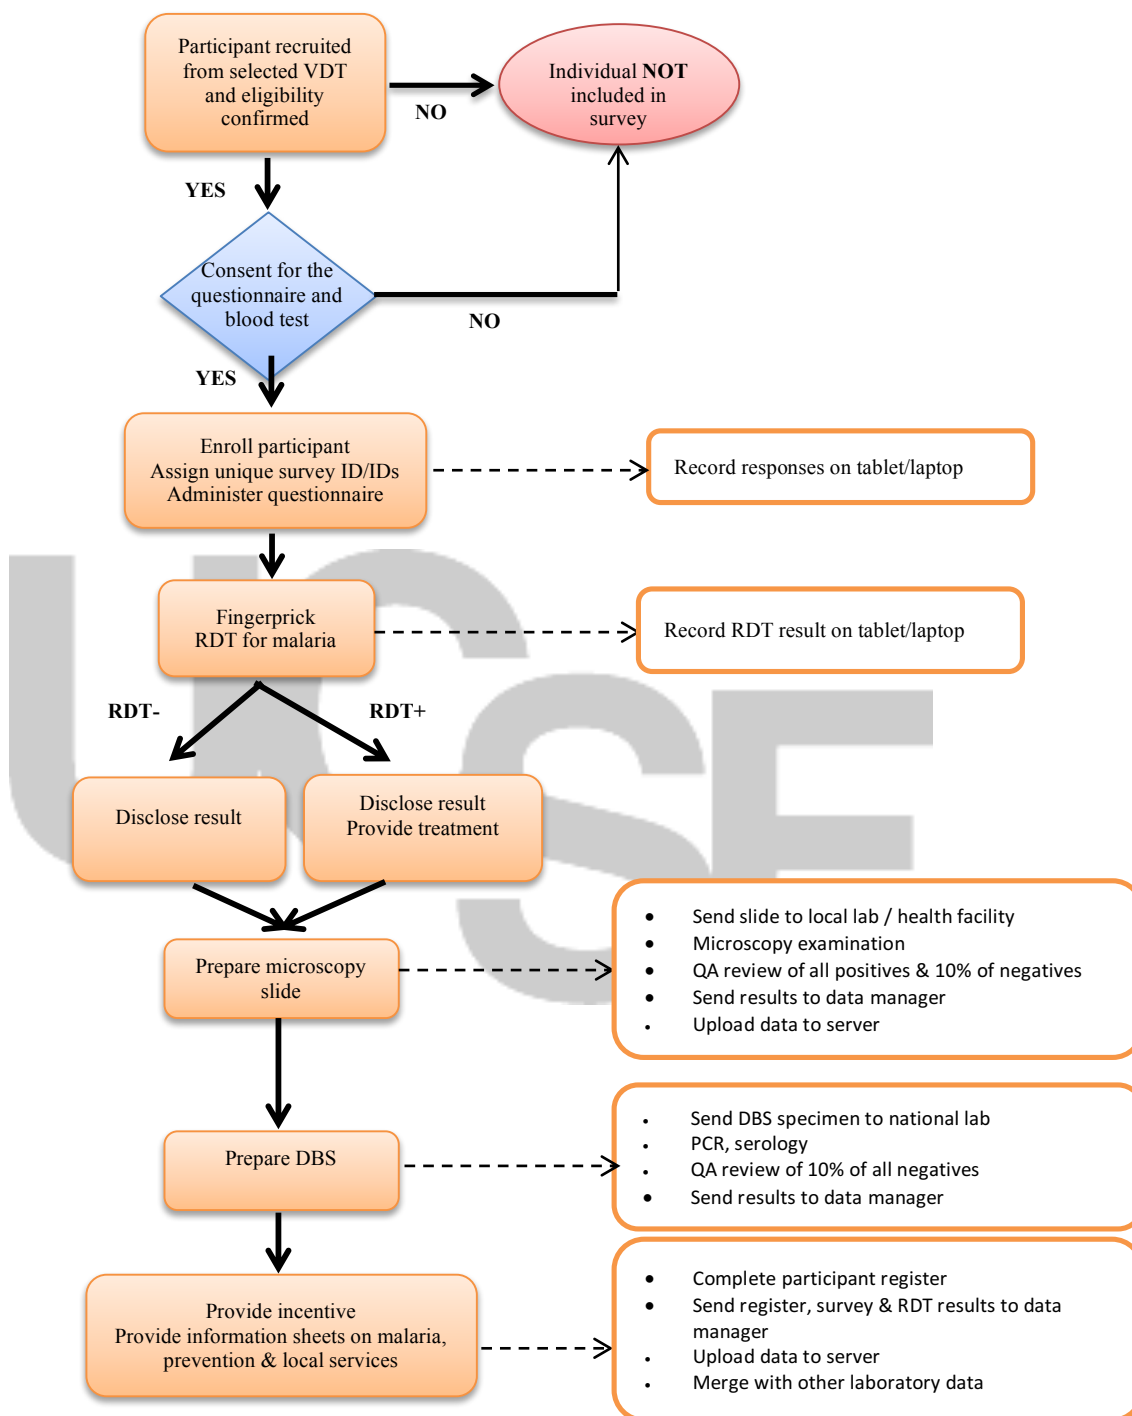 Participant recruited
from selected VDT
and eligibility
confirmed
Individual NOT
included in
survey
NO
YES
Consent for the
questionnaire and
blood test
NO
YES
Enroll participant
Assign unique survey ID/IDs
Administer questionnaire
Record responses on tablet/laptop
Fingerprick
RDT for malaria
Record RDT result on tablet/laptop
RDT-
RDT+
Disclose result
Disclose result
Provide treatment
UCSF
Prepare microscopy
slide
• Send slide to local lab / health facility
• Microscopy examination
• QA review of all positives & 10% of negatives
• Send results to data manager
• Upload data to server
Prepare DBS
• Send DBS specimen to national lab
• PCR, serology
• QA review of 10% of all negatives
• Send results to data manager
Provide incentive
Provide information sheets on malaria,
prevention & local services
• Complete participant register
• Send register, survey & RDT results to data
manager
• Upload data to server
• Merge with other laboratory data